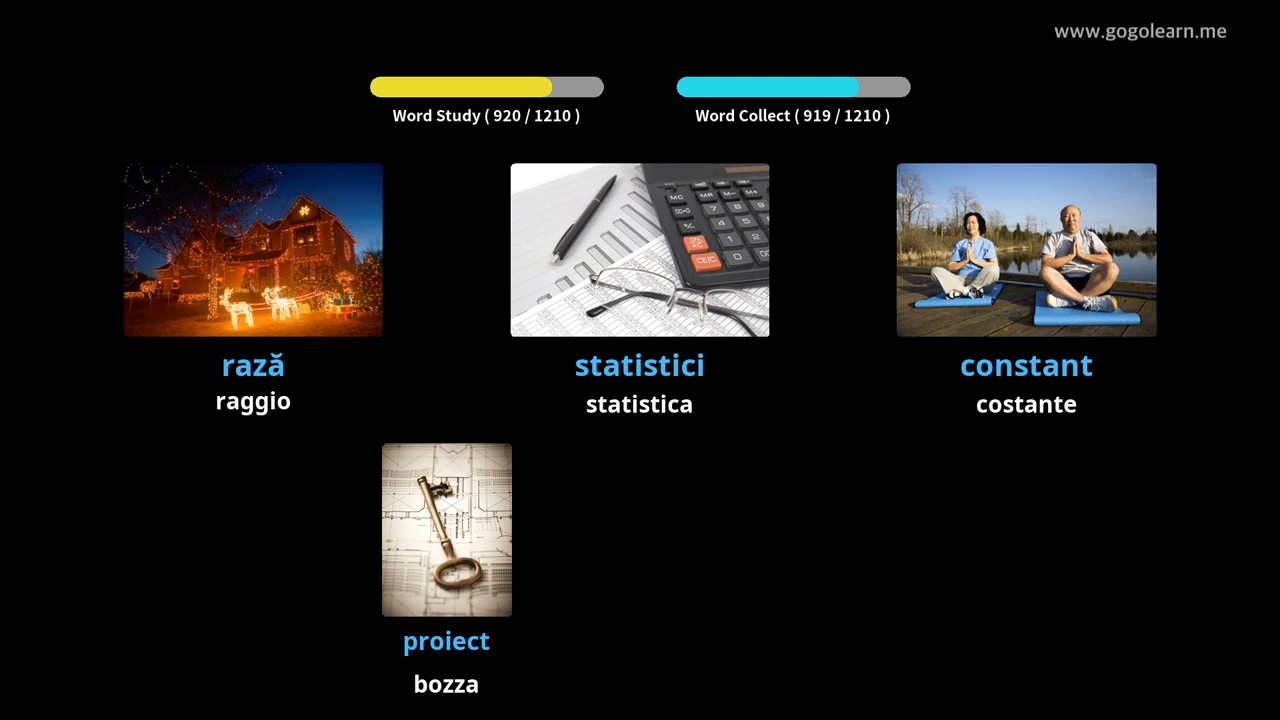 www.gogolearn.me
Word Study ( 920 / 1210 )
Word Collect ( 919 / 1210 )
rază
raggio
statistici
statistica
constant
costante
proiect
bozza